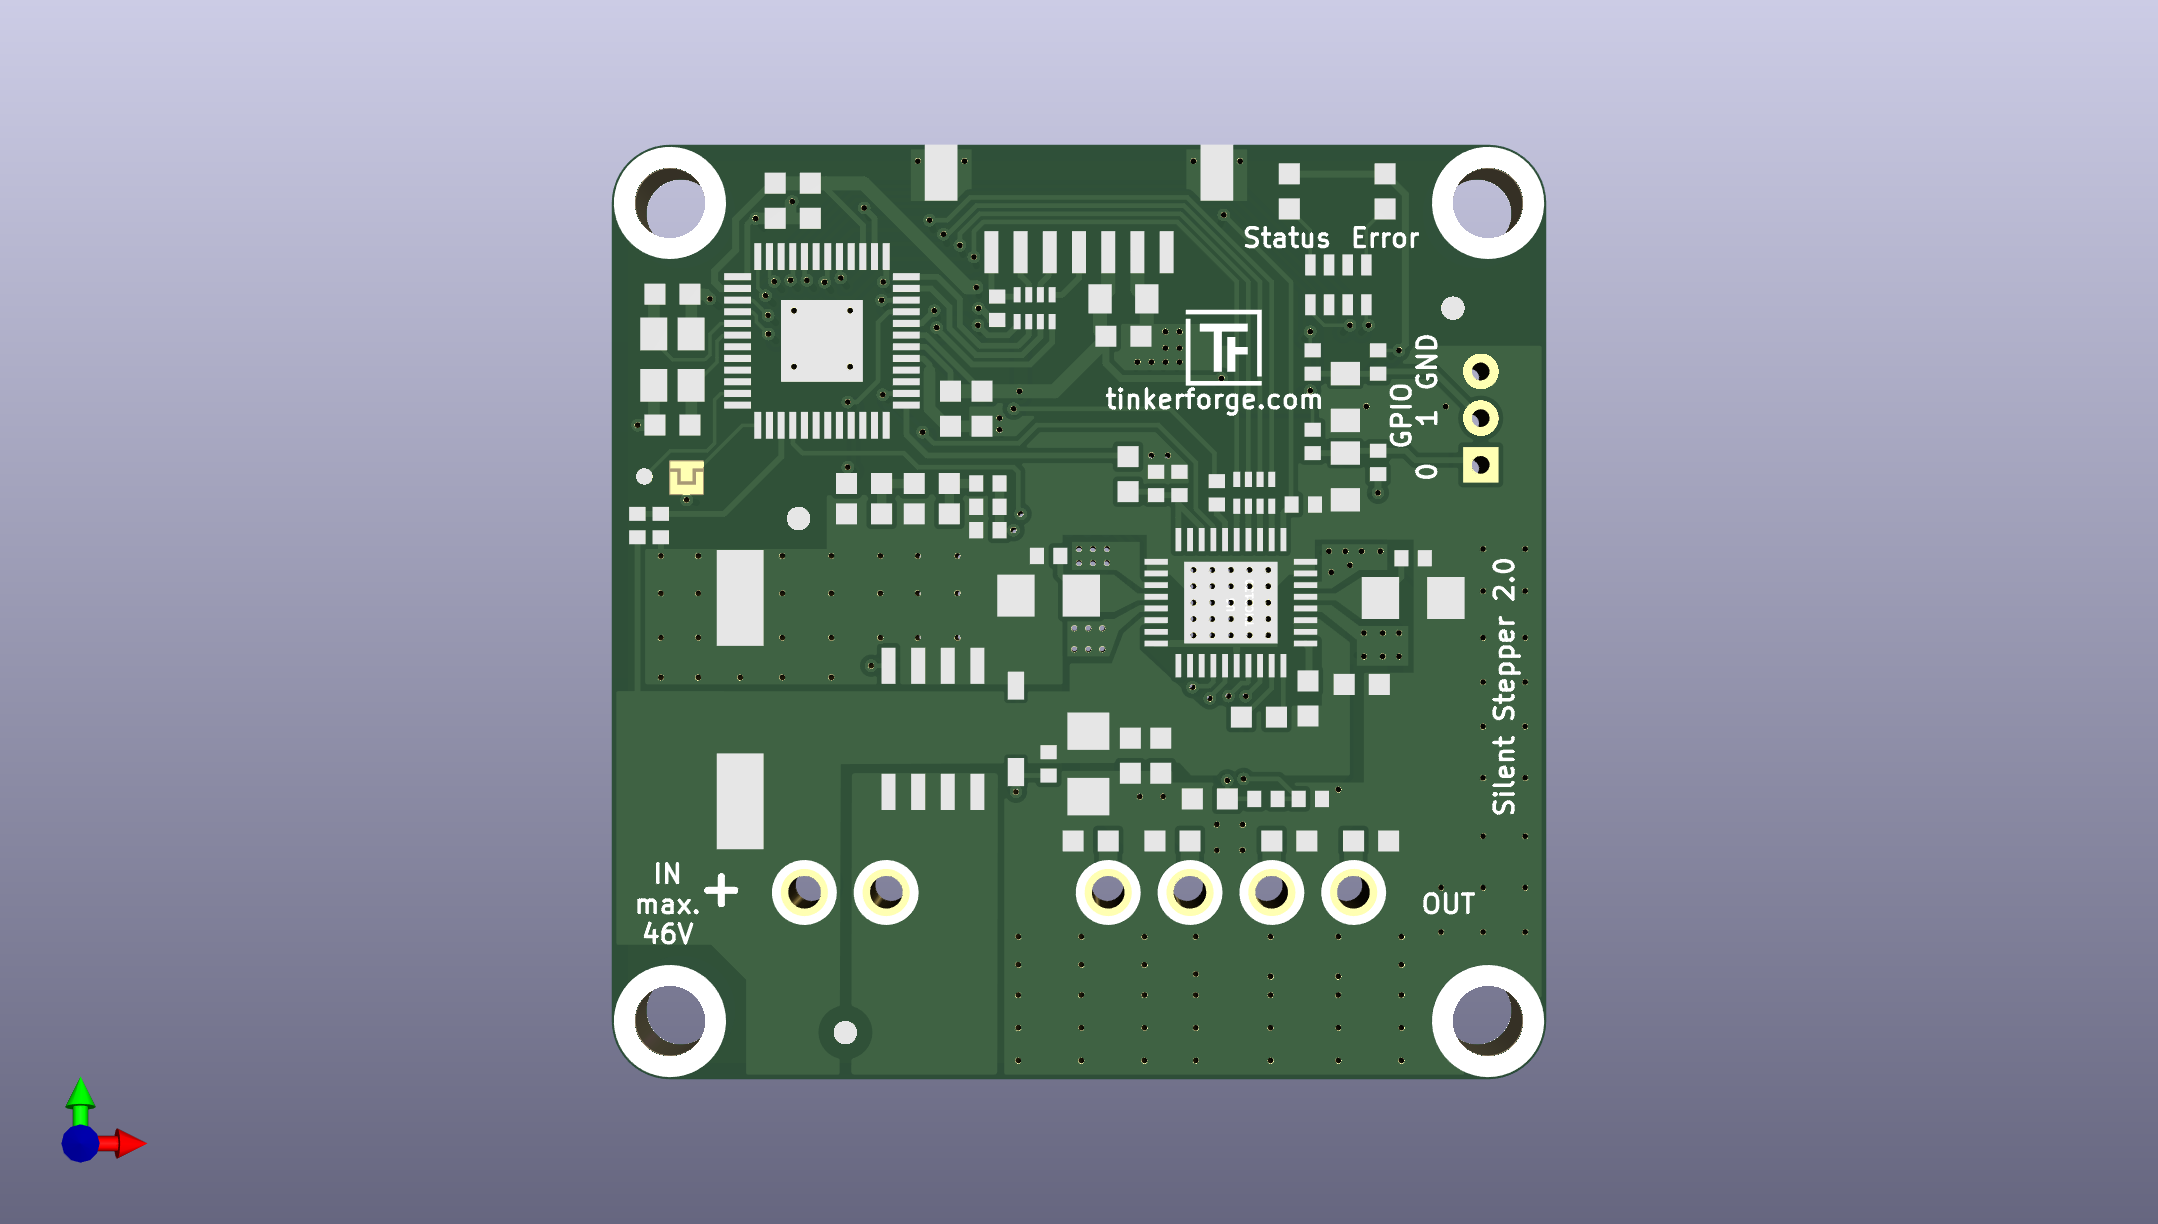 Status Error
TF
tinkerforge.com
GPIO
0 1 GND
Silent Stepper 2.0
IN
max.
46V
+
OUT